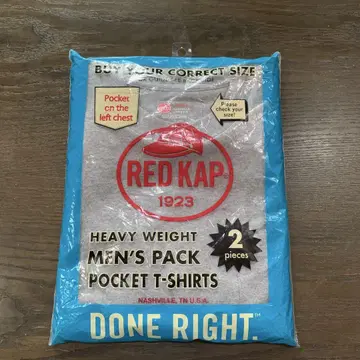 BUY YOUR CORRECT SIZE
Pocket
on the
left chest
Please
check your
size!
RED KAP
1923
HEAVY WEIGHT
MEN'S PACK
POCKET T-SHIRTS
2
pieces
NASHVILLE, TN U.S.A.
DONE RIGHT.™